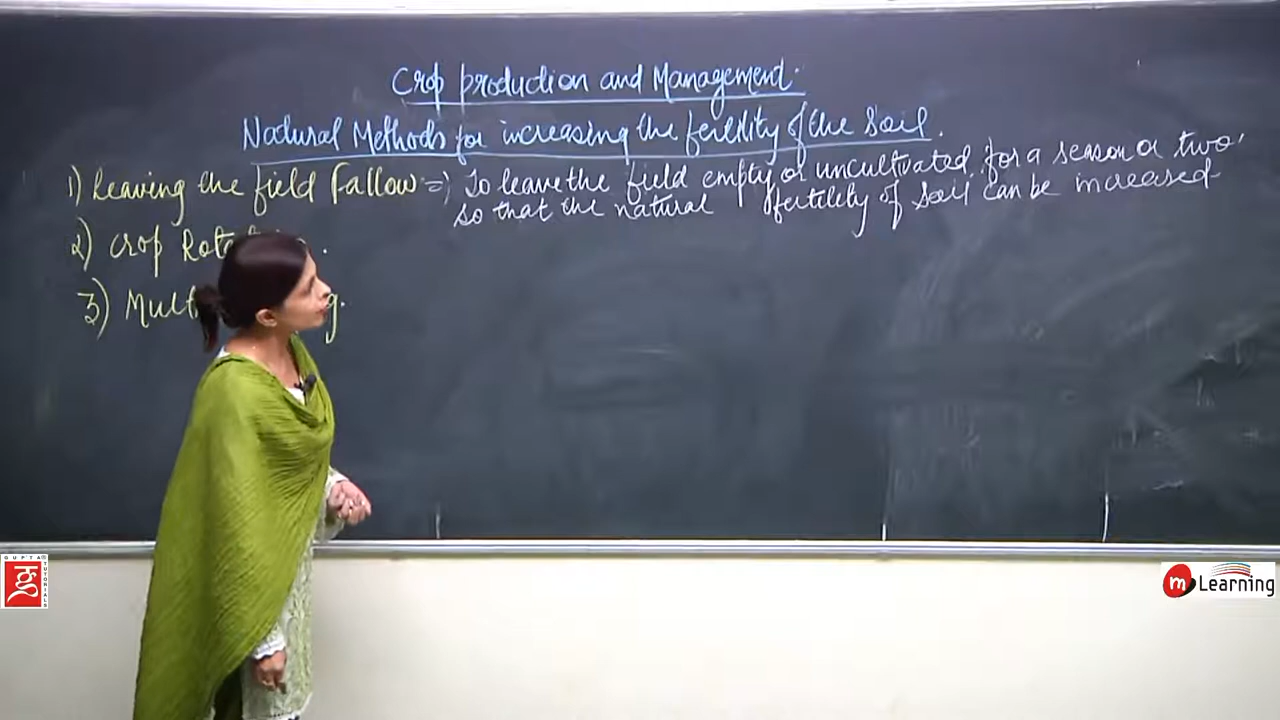 Crop production and Management.
Natural Methods for increasing the fertility of the Soil.
1) Leaving the field fallow => To leave the field empty or uncultivated for a season or two,
so that the natural fertility of soil can be increased
2) Crop
3)
GUPTA TUTORIALS
m Learning